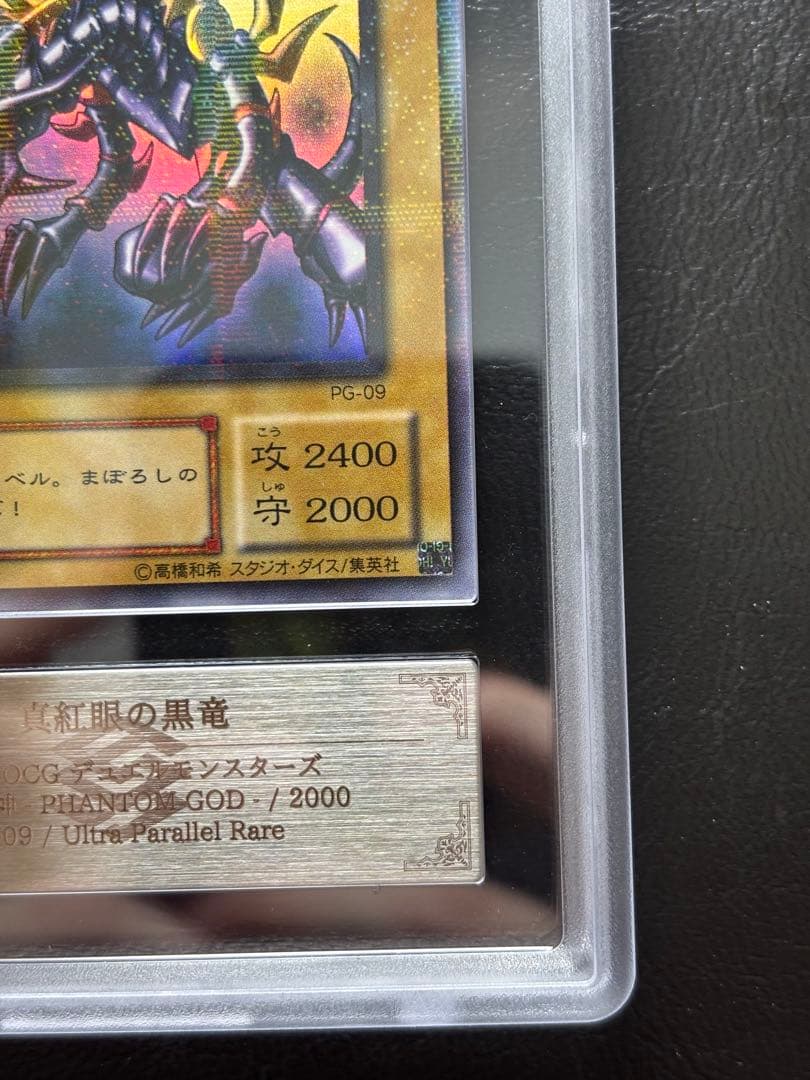 PG-09
こう
攻 2400
ベル。まぼろしの
しゅ
守 2000
!
©高橋和希 スタジオ・ダイス/集英社
真紅眼の黒竜
OCG デュエルモンスターズ
神 - PHANTOM GOD - / 2000
09 / Ultra Parallel Rare